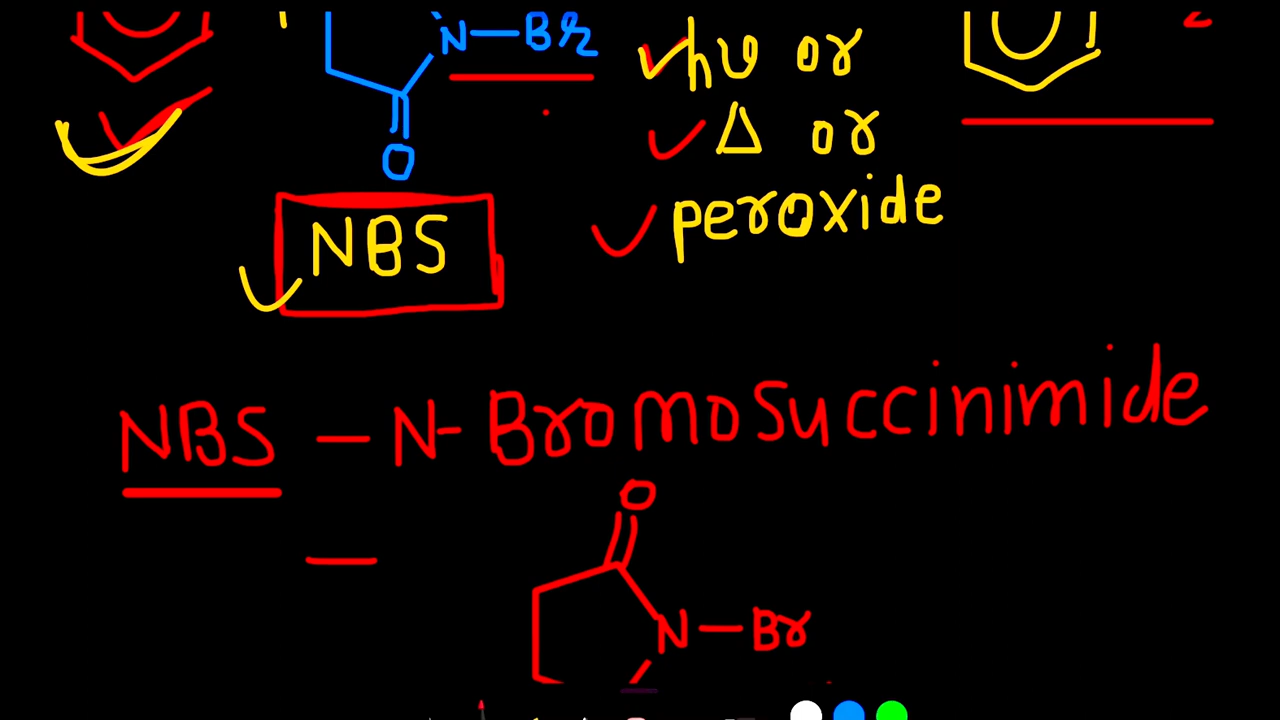 N-Br
hν or
Δ or
O
peroxide
NBS
NBS - N-Bromosuccinimide
O
N-Br